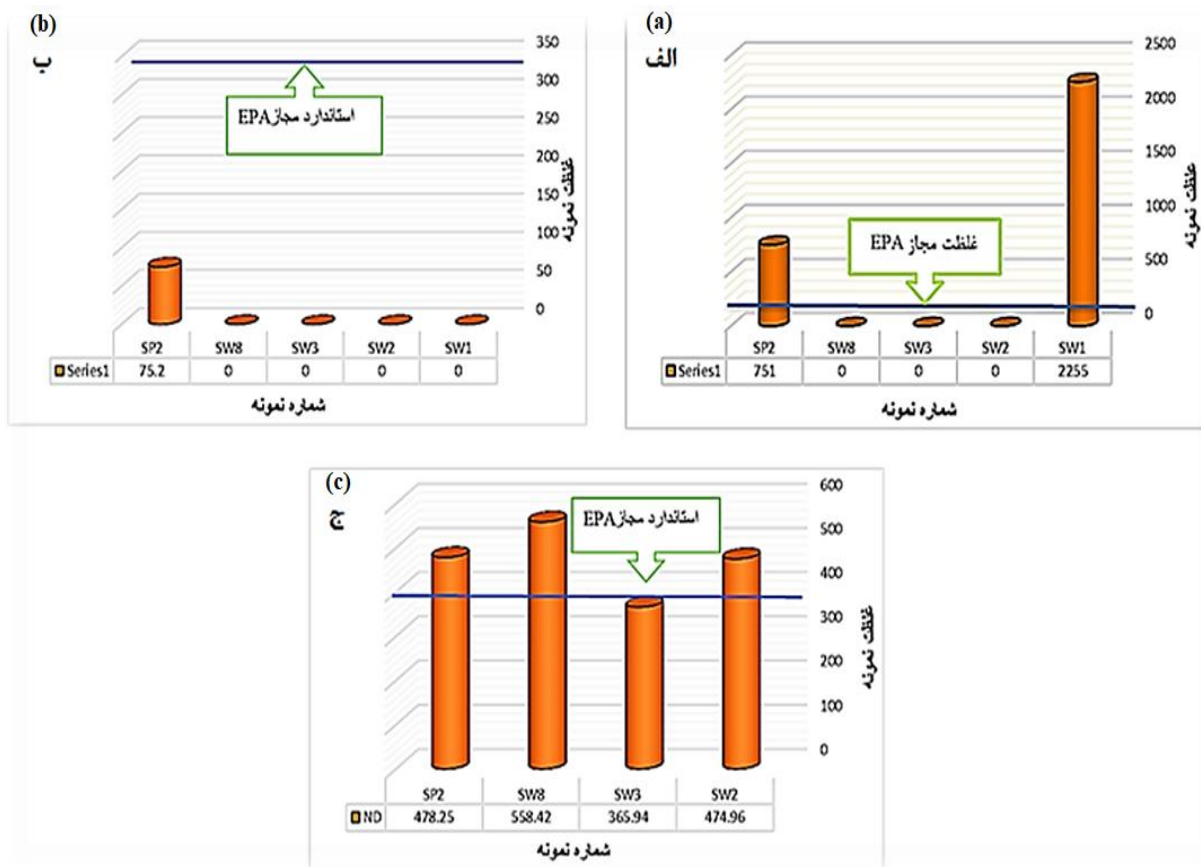 (b)
ب
350
300
250
200
150
100
50
0
غلظت نمونه
استاندارد مجاز EPA
SP2 SW8 SW3 SW2 SW1
Series1 75.2 0 0 0 0
شماره نمونه
(a)
الف
2500
2000
1500
1000
500
0
غلظت نمونه
غلظت مجاز EPA
SP2 SW8 SW3 SW2 SW1
Series1 751 0 0 0 2255
شماره نمونه
(c)
ج
600
500
400
300
200
100
0
غلظت نمونه
استاندارد مجاز EPA
SP2 SW8 SW3 SW2
ND 478.25 558.42 365.94 474.96
شماره نمونه